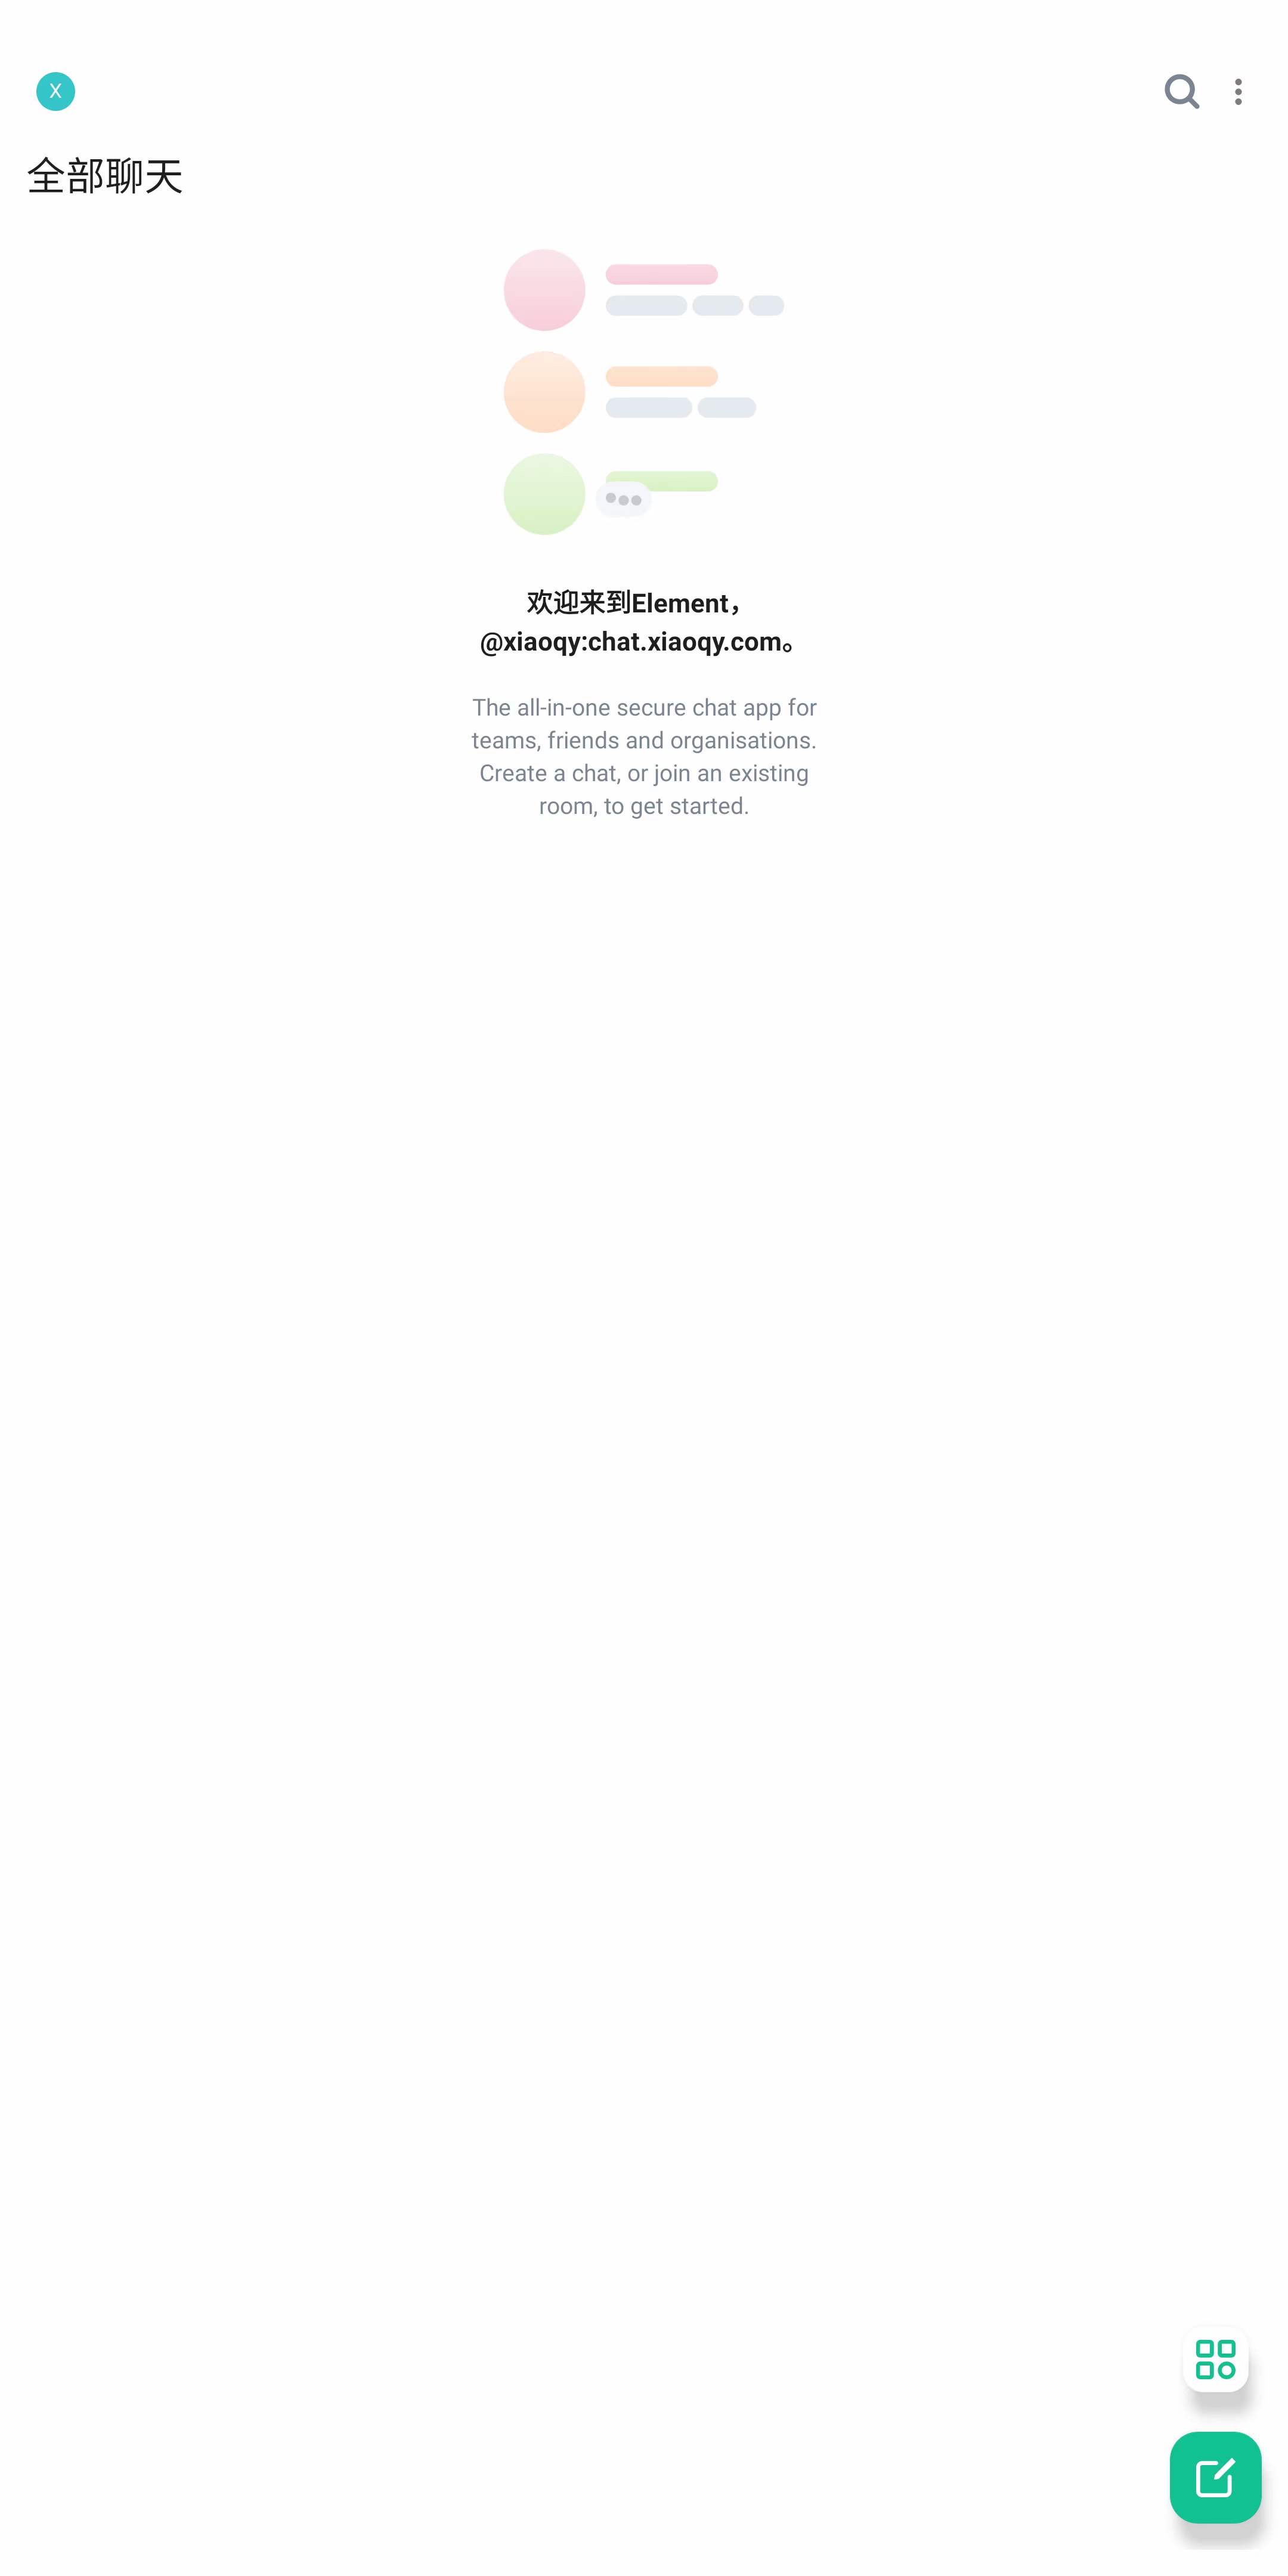 X
全部聊天
欢迎来到Element，
@xiaoqy:chat.xiaoqy.com。
The all-in-one secure chat app for
teams, friends and organisations.
Create a chat, or join an existing
room, to get started.